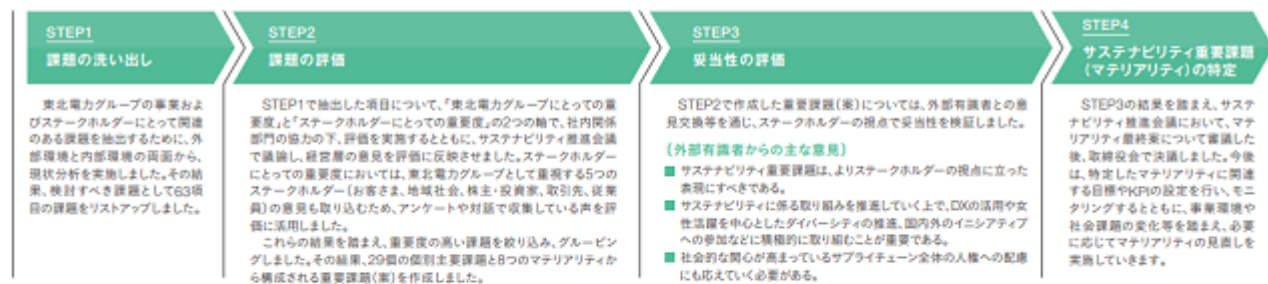 STEP1
課題の洗い出し
東北電力グループの事業およ
びステークホルダーにとって関連
のある課題を抽出するために、外
部環境と内部環境の両面から、
現状分析を実施しました。その結
果、検討すべき課題として63項
目の課題をリストアップしました。
STEP2
課題の評価
STEP1で抽出した項目について、「東北電力グループにとっての重
要度」と「ステークホルダーにとっての重要度」の2つの軸で、社内関係
部門の協力の下、評価を実施するとともに、サステナビリティ推進会議
で議論し、経営層の意見を評価に反映させました。ステークホルダー
にとっての重要度においては、東北電力グループとして重視する5つの
ステークホルダー(お客さま、地域社会、株主・投資家、取引先、従業
員)の意見も取り込むため、アンケートや対話で収集している声を評
価に活用しました。
これらの結果を踏まえ、重要度の高い課題を絞り込み、グルーピン
グしました。その結果、29個の個別主要課題と8つのマテリアリティか
ら構成される重要課題(案)を作成しました。
STEP3
妥当性の評価
STEP2で作成した重要課題(案)については、外部有識者との意
見交換等を通じ、ステークホルダーの視点で妥当性を検証しました。
〔外部有識者からの主な意見〕
■ サステナビリティ重要課題は、よりステークホルダーの視点に立った
表現にすべきである。
■ サステナビリティに係る取り組みを推進していく上で、DXの活用や女
性活躍を中心としたダイバーシティの推進、国内外のイニシアティブ
への参加などに積極的に取り組むことが重要である。
■ 社会的な関心が高まっているサプライチェーン全体の人権への配慮
にも応えていく必要がある。
STEP4
サステナビリティ重要課題
(マテリアリティ)の特定
STEP3の結果を踏まえ、サステ
ナビリティ推進会議において、マテ
リアリティ最終案について審議した
後、取締役会で決議しました。今後
は、特定したマテリアリティに関連
する目標やKPIの設定を行い、モニ
タリングするとともに、事業環境や
社会課題の変化等を踏まえ、必要
に応じてマテリアリティの見直しを
実施していきます。